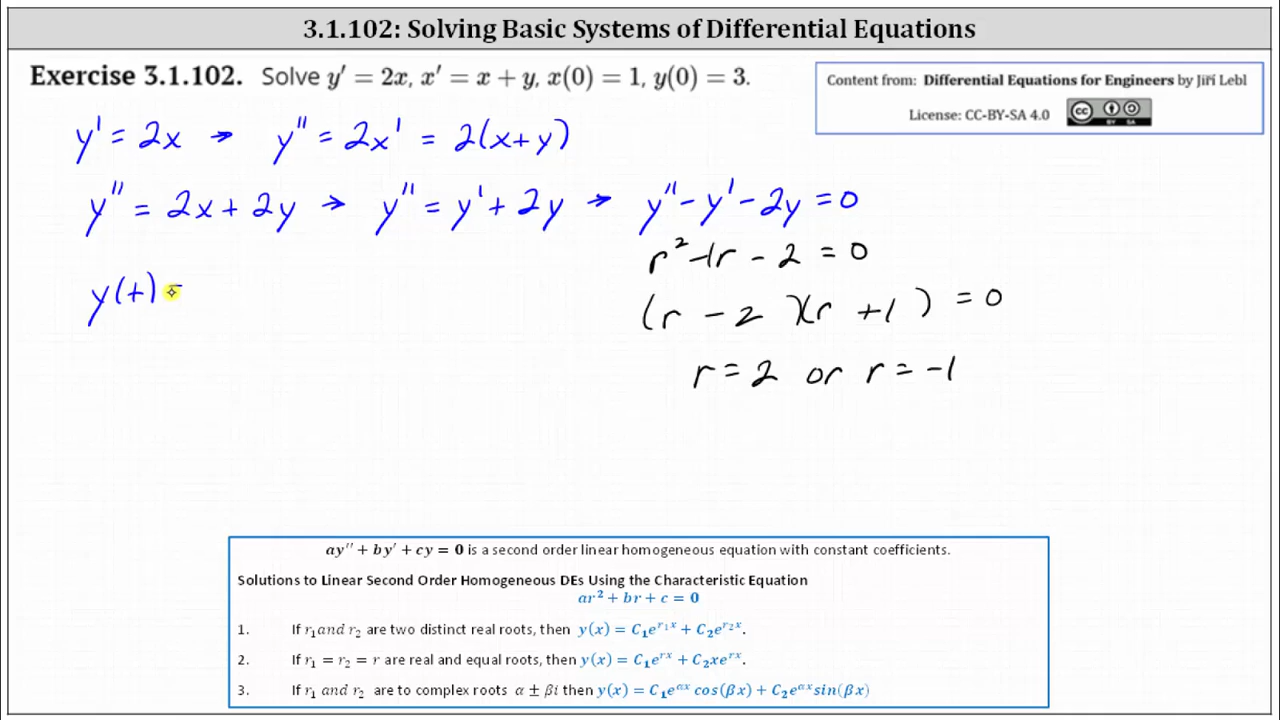 3.1.102: Solving Basic Systems of Differential Equations
Exercise 3.1.102. Solve y′ = 2x, x′ = x + y, x(0) = 1, y(0) = 3.
Content from: Differential Equations for Engineers by Jiří Lebl
License: CC-BY-SA 4.0
cc BY SA
y' = 2x → y'' = 2x' = 2(x+y)
y'' = 2x + 2y → y'' = y' + 2y → y'' - y' - 2y = 0
r² - 1r - 2 = 0
y(t) =
(r - 2)(r + 1) = 0
r = 2 or r = -1
ay'' + by' + cy = 0 is a second order linear homogeneous equation with constant coefficients.
Solutions to Linear Second Order Homogeneous DEs Using the Characteristic Equation
ar² + br + c = 0
1. If r₁and r₂ are two distinct real roots, then y(x) = C₁e^{r₁x} + C₂e^{r₂x}.
2. If r₁ = r₂ = r are real and equal roots, then y(x) = C₁e^{rx} + C₂xe^{rx}.
3. If r₁ and r₂ are to complex roots α ± βi then y(x) = C₁e^{αx} cos(βx) + C₂e^{αx}sin(βx)